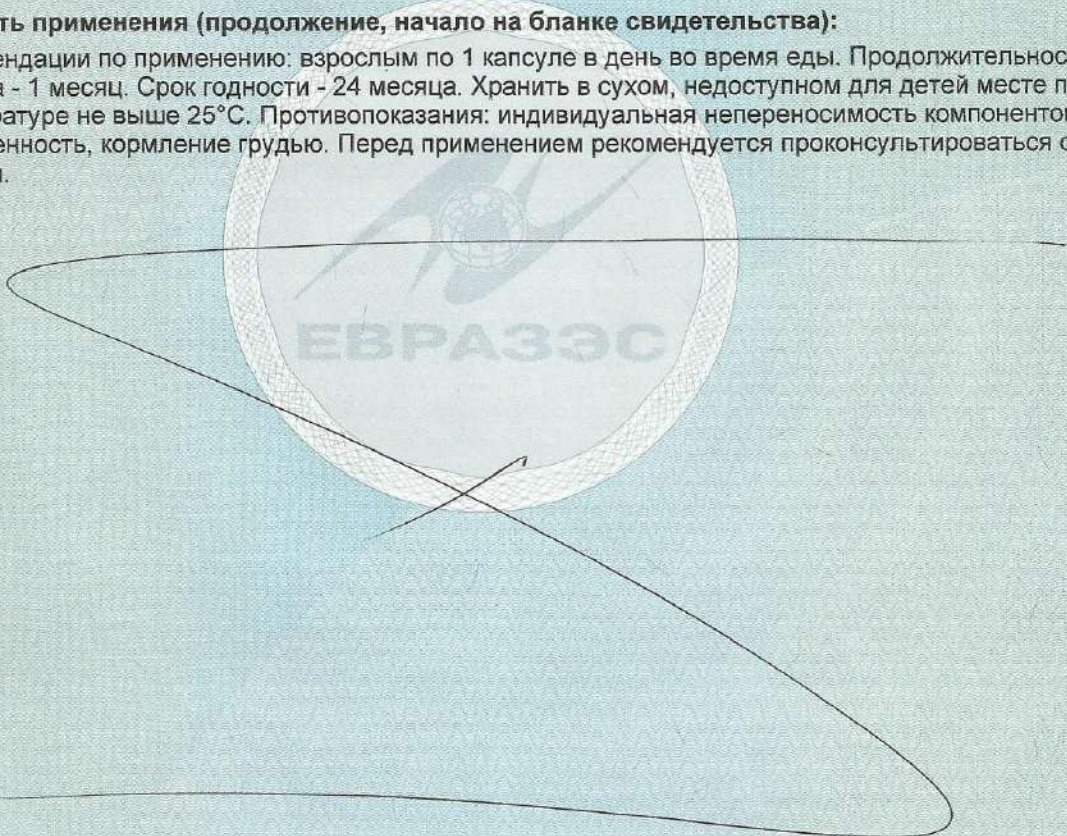 ть применения (продолжение, начало на бланке свидетельства):
ендации по применению: взрослым по 1 капсуле в день во время еды. Продолжительнос
а - 1 месяц. Срок годности - 24 месяца. Хранить в сухом, недоступном для детей месте п
ратуре не выше 25°С. Противопоказания: индивидуальная непереносимость компоненто
енность, кормление грудью. Перед применением рекомендуется проконсультироваться с
ЕВРАЗЭС